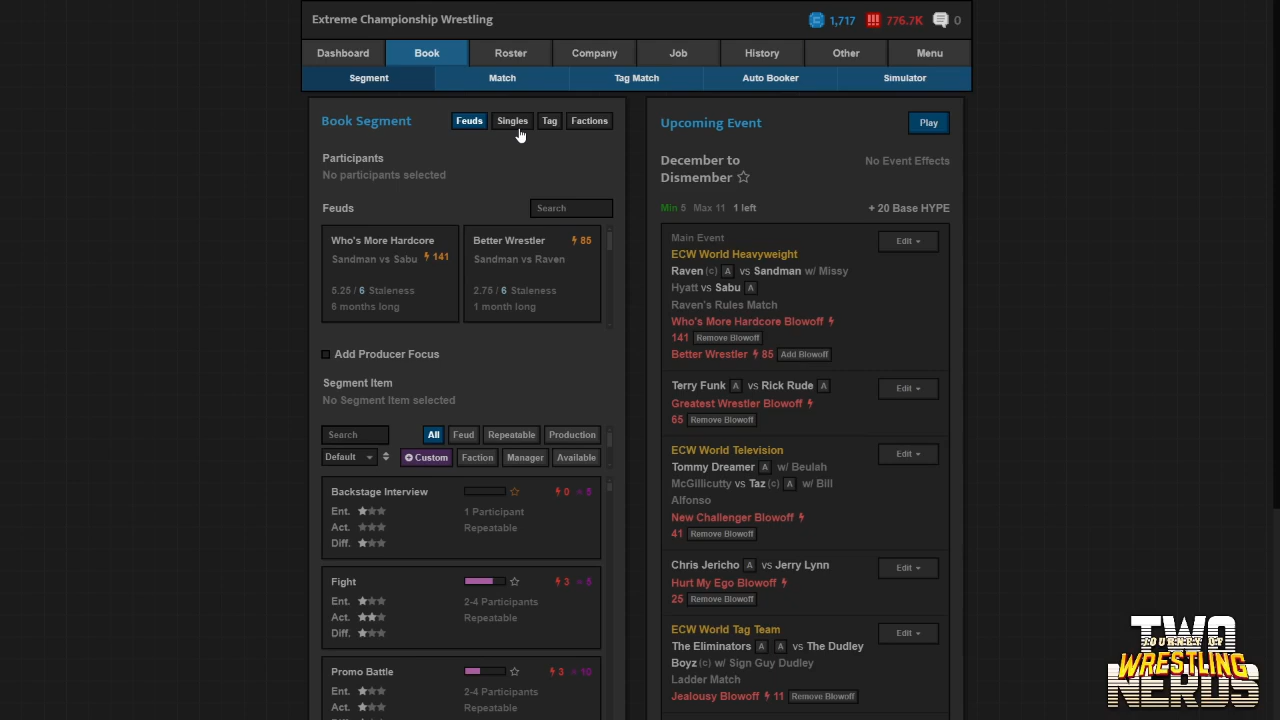 Extreme Championship Wrestling
1,717
776.7K
0
Dashboard
Book
Roster
Company
Job
History
Other
Menu
Segment
Match
Tag Match
Auto Booker
Simulator
Book Segment
Feuds
Singles
Tag
Factions
Participants
No participants selected
Feuds
Search
Who's More Hardcore
Sandman vs Sabu
141
5.25 / 6 Staleness
6 months long
Better Wrestler
85
Sandman vs Raven
2.75 / 6 Staleness
1 month long
Add Producer Focus
Segment Item
No Segment Item selected
Search
All
Feud
Repeatable
Production
Default
Custom
Faction
Manager
Available
Backstage Interview
0
5
Ent.
1 Participant
Act.
Repeatable
Diff.
Fight
3
5
Ent.
2-4 Participants
Act.
Repeatable
Diff.
Promo Battle
3
10
Ent.
2-4 Participants
Act.
Repeatable
Upcoming Event
Play
December to
Dismember
No Event Effects
Min 5 Max 11 1 left
+ 20 Base HYPE
Main Event
Edit
ECW World Heavyweight
Raven (c) A vs Sandman w/ Missy
Hyatt vs Sabu A
Raven's Rules Match
Who's More Hardcore Blowoff
141 Remove Blowoff
Better Wrestler 85 Add Blowoff
Terry Funk A vs Rick Rude A
Edit
Greatest Wrestler Blowoff
65 Remove Blowoff
ECW World Television
Edit
Tommy Dreamer A w/ Beulah
McGillicutty vs Taz (c) A w/ Bill
Alfonso
New Challenger Blowoff
41 Remove Blowoff
Chris Jericho A vs Jerry Lynn
Edit
Hurt My Ego Blowoff
25 Remove Blowoff
ECW World Tag Team
Edit
The Eliminators A A vs The Dudley
Boyz (c) w/ Sign Guy Dudley
Ladder Match
Jealousy Blowoff 11 Remove Blowoff
TWO
JOURNEY OF
WRESTLING
NERDS